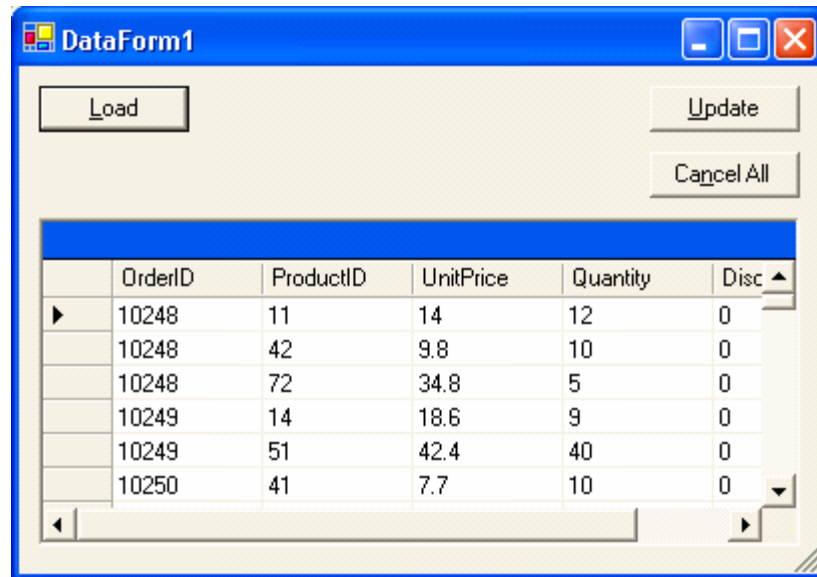 DataForm1
Load Update
Cancel All
OrderID ProductID UnitPrice Quantity Disc
10248 11 14 12 0
10248 42 9.8 10 0
10248 72 34.8 5 0
10249 14 18.6 9 0
10249 51 42.4 40 0
10250 41 7.7 10 0